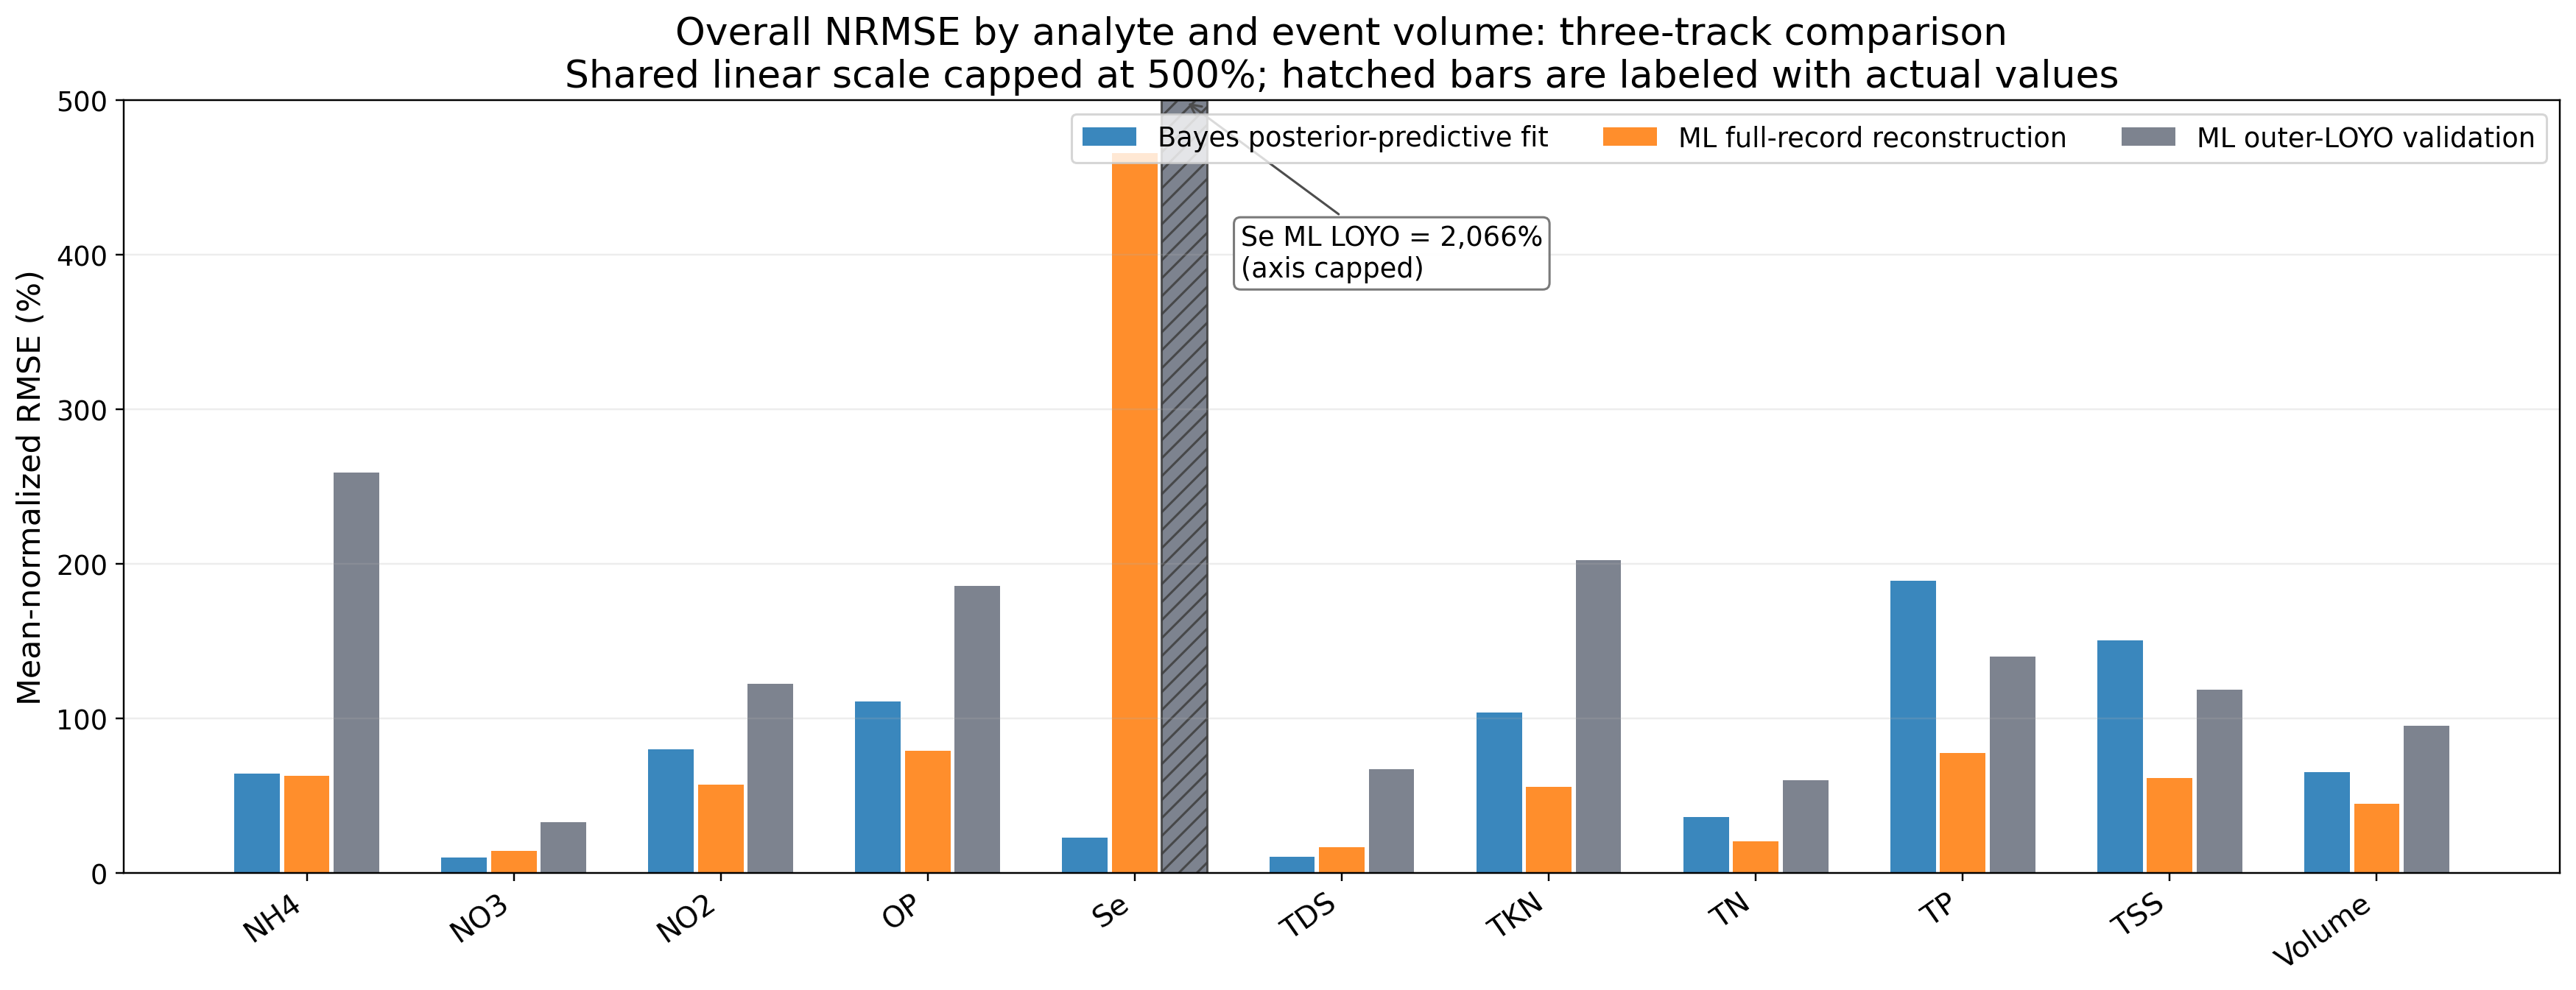 Overall NRMSE by analyte and event volume: three-track comparison
Shared linear scale capped at 500%; hatched bars are labeled with actual values
Mean-normalized RMSE (%)
500
400
300
200
100
0
Bayes posterior-predictive fit
ML full-record reconstruction
ML outer-LOYO validation
Se ML LOYO = 2,066%
(axis capped)
NH4
NO3
NO2
OP
Se
TDS
TKN
TN
TP
TSS
Volume